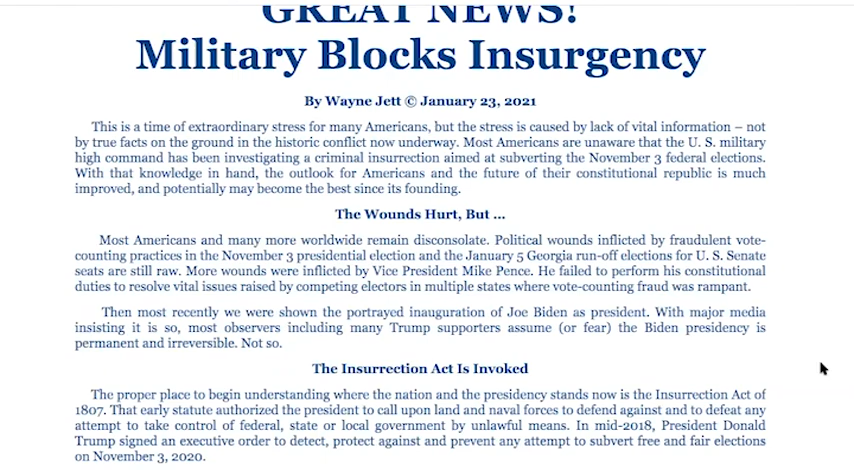 GREAT NEWS!
Military Blocks Insurgency
By Wayne Jett © January 23, 2021
This is a time of extraordinary stress for many Americans, but the stress is caused by lack of vital information – not
by true facts on the ground in the historic conflict now underway. Most Americans are unaware that the U. S. military
high command has been investigating a criminal insurrection aimed at subverting the November 3 federal elections.
With that knowledge in hand, the outlook for Americans and the future of their constitutional republic is much
improved, and potentially may become the best since its founding.
The Wounds Hurt, But ...
Most Americans and many more worldwide remain disconsolate. Political wounds inflicted by fraudulent vote-
counting practices in the November 3 presidential election and the January 5 Georgia run-off elections for U. S. Senate
seats are still raw. More wounds were inflicted by Vice President Mike Pence. He failed to perform his constitutional
duties to resolve vital issues raised by competing electors in multiple states where vote-counting fraud was rampant.
Then most recently we were shown the portrayed inauguration of Joe Biden as president. With major media
insisting it is so, most observers including many Trump supporters assume (or fear) the Biden presidency is
permanent and irreversible. Not so.
The Insurrection Act Is Invoked
The proper place to begin understanding where the nation and the presidency stands now is the Insurrection Act of
1807. That early statute authorized the president to call upon land and naval forces to defend against and to defeat any
attempt to take control of federal, state or local government by unlawful means. In mid-2018, President Donald
Trump signed an executive order to detect, protect against and prevent any attempt to subvert free and fair elections
on November 3, 2020.